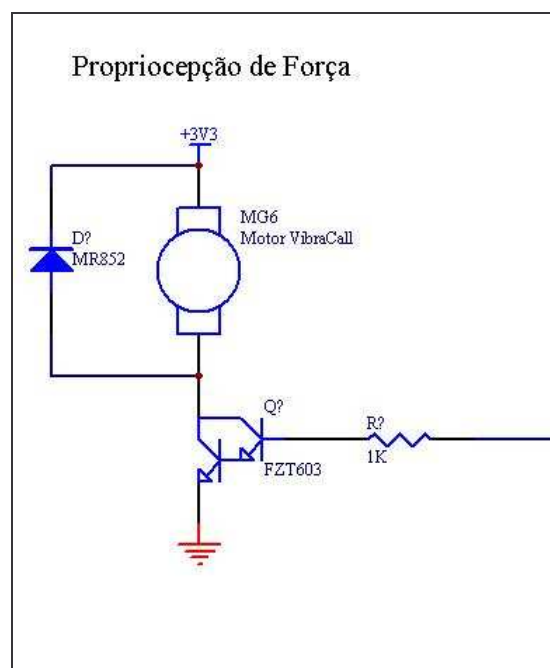 Propriocepção de Força
+3V3
MG6
Motor VibraCall
D?
MR852
Q?
FZT603
R?
1K